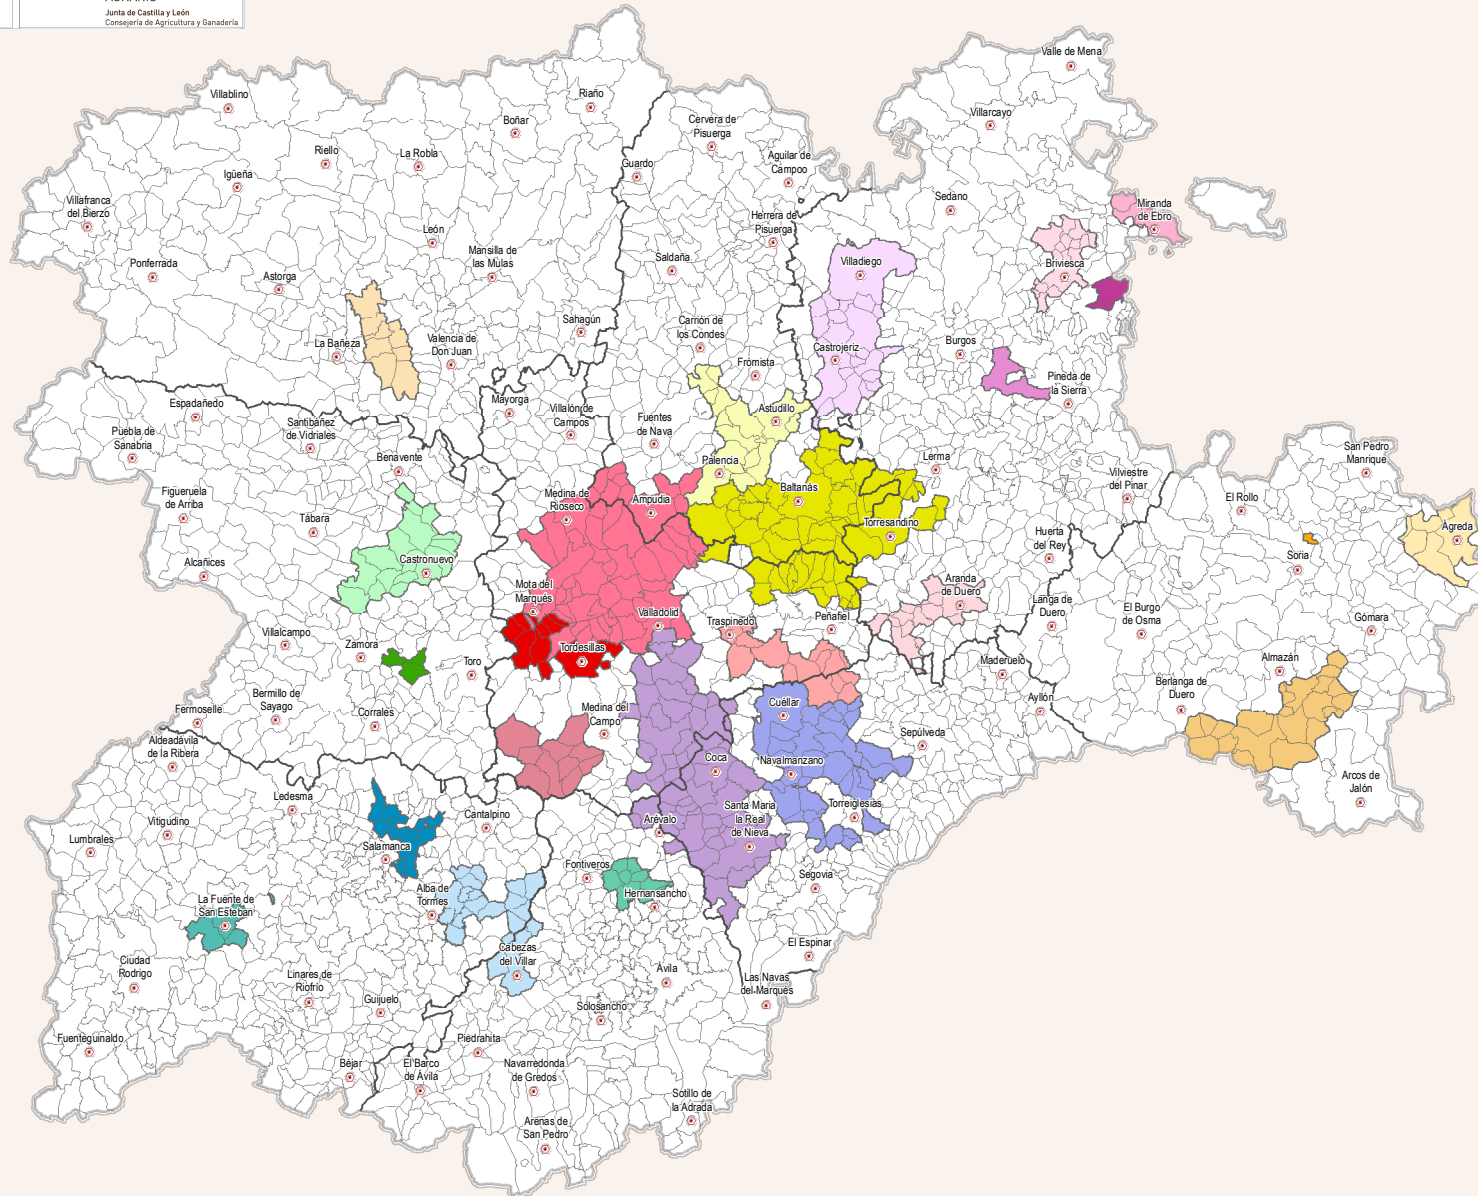 Junta de Castilla y León
Consejería de Agricultura y Ganadería
Valle de Mena
Villablino
Riaño
Villarcayo
Boñar
Cervera de
Pisuerga
Riello
La Robla
Guardo
Aguilar de
Campoo
Igüeña
Sedano
Miranda
de Ebro
Villafranca
del Bierzo
León
Herrera de
Pisuerga
Mansilla de
las Mulas
Saldaña
Villadiego
Briviesca
Ponferrada
Astorga
Sahagún
Carrión de
los Condes
La Bañeza
Valencia de
Don Juan
Castrojeriz
Burgos
Frómista
Pineda de
la Sierra
Espadañedo
Mayorga
Villalón de
Campos
Astudillo
Santibáñez
de Vidriales
Fuentes
de Nava
Puebla de
Sanabria
Benavente
Palencia
Lerma
San Pedro
Manrique
Vilviestre
del Pinar
Figueruela
de Arriba
Medina de
Rioseco
Ampudia
Baltanás
El Rollo
Tábara
Torresandino
Ágreda
Huerta
del Rey
Alcañices
Castronuevo
Soria
Mota del
Marqués
Aranda
de Duero
Langa de
Duero
El Burgo
de Osma
Valladolid
Traspinedo
Peñafiel
Gómara
Villalcampo
Zamora
Toro
Tordesillas
Maderuelo
Almazán
Bermillo de
Sayago
Berlanga de
Duero
Fermoselle
Corrales
Medina del
Campo
Cuéllar
Ayllón
Sepúlveda
Aldeadávila
de la Ribera
Coca
Navalmanzano
Arcos de
Jalón
Ledesma
Cantalpino
Arévalo
Santa Maria
la Real
de Nieva
Torreiglesias
Vitigudino
Lumbrales
Salamanca
Fontiveros
Segovia
La Fuente de
San Esteban
Alba de
Tormes
Hernansancho
Cabezas
del Villar
El Espinar
Ciudad
Rodrigo
Linares de
Riofrío
Ávila
Las Navas
del Marqués
Guijuelo
Solosancho
Fuenteguinaldo
Piedrahita
Béjar
El Barco
de Ávila
Navarredonda
de Gredos
Sotillo de
la Adrada
Arenas de
San Pedro